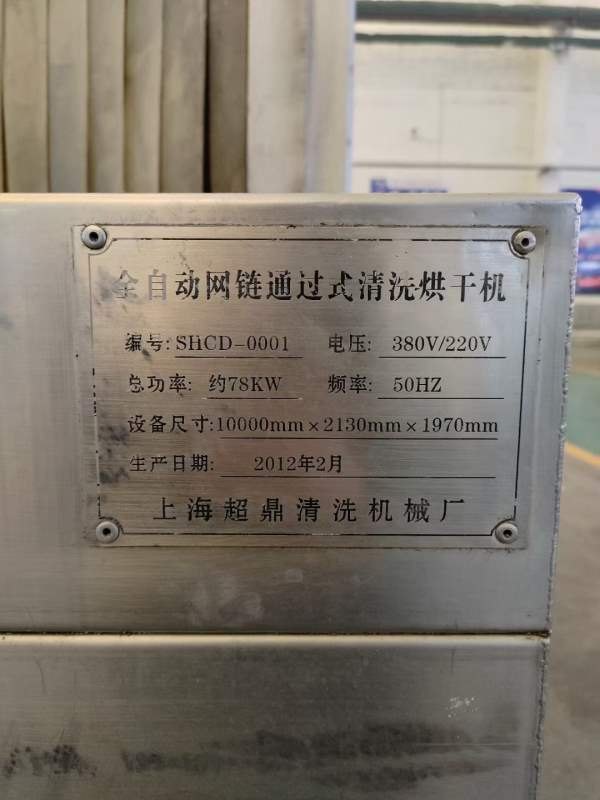 全自动网链通过式清洗烘干机
编号: SHCD-0001 电压: 380V/220V
总功率: 约78KW 频率: 50HZ
设备尺寸: 10000mm×2130mm×1970mm
生产日期: 2012年2月
上海超鼎清洗机械厂